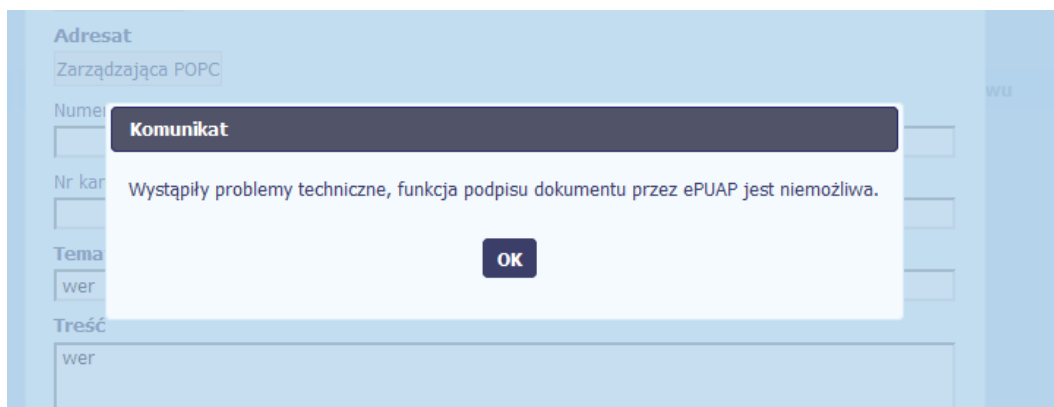 Adresat
Zarządzająca POPC
wu
Numer
Komunikat
Nr kar
Wystąpiły problemy techniczne, funkcja podpisu dokumentu przez ePUAP jest niemożliwa.
Tema
OK
wer
Treść
wer